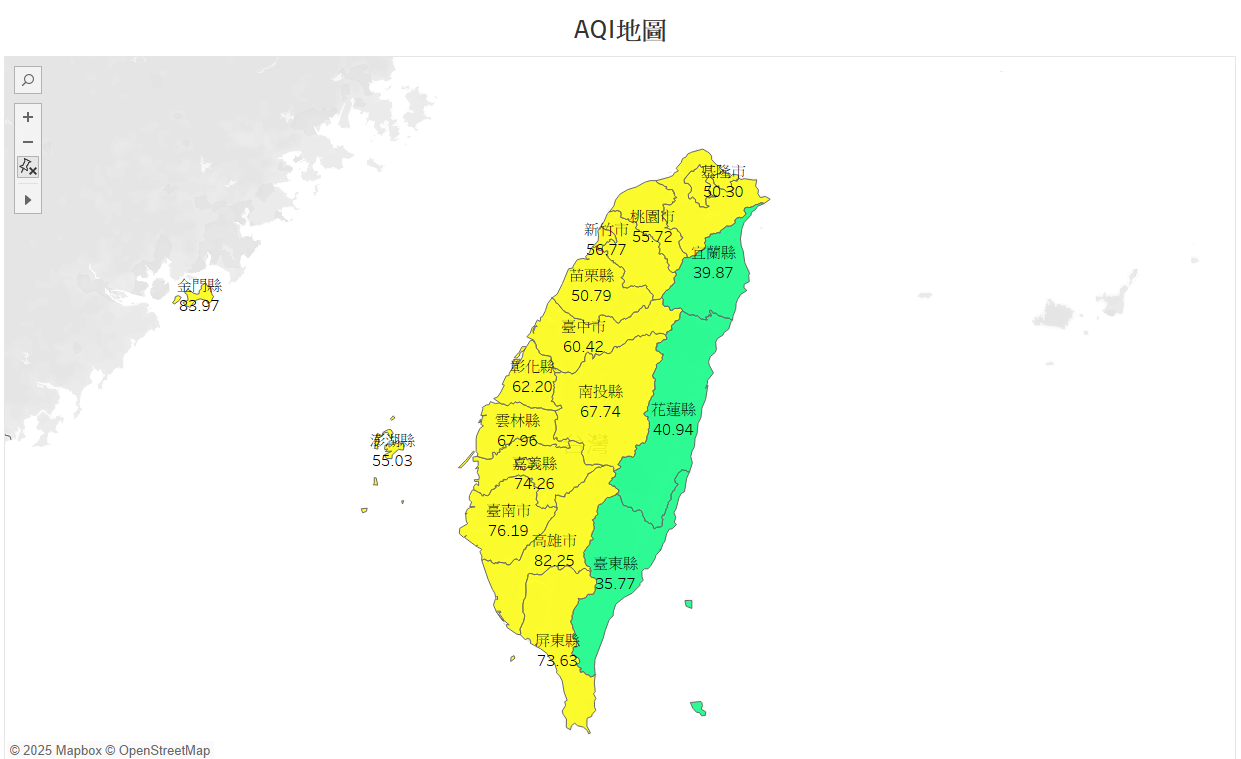 AQI地圖
基隆市
50.30
桃園市
55.72
新竹市
56.77
宜蘭縣
39.87
苗栗縣
50.79
金門縣
83.97
臺中市
60.42
彰化縣
62.20
南投縣
67.74
花蓮縣
40.94
雲林縣
67.96
台灣
澎湖縣
55.03
嘉義縣
74.26
臺南市
76.19
高雄市
82.25
臺東縣
35.77
屏東縣
73.63
© 2025 Mapbox © OpenStreetMap